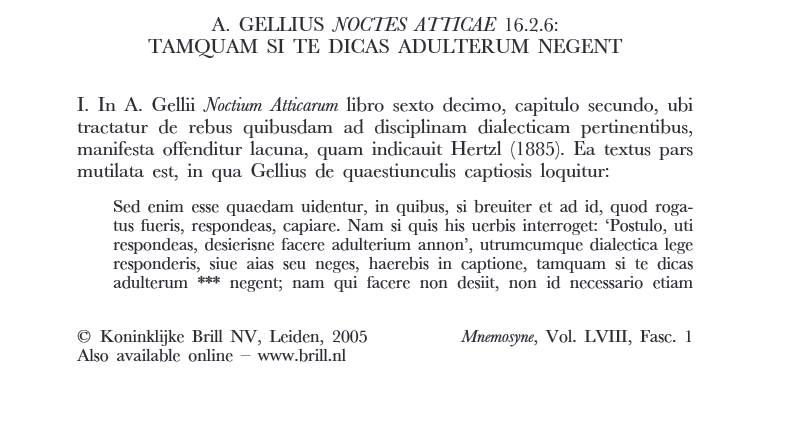 A. GELLIUS NOCTES ATTICAE 16.2.6:
TAMQUAM SI TE DICAS ADULTERUM NEGENT
I. In A. Gellii Noctium Atticarum libro sexto decimo, capitulo secundo, ubi
tractatur de rebus quibusdam ad disciplinam dialecticam pertinentibus,
manifesta offenditur lacuna, quam indicauit Hertzl (1885). Ea textus pars
mutilata est, in qua Gellius de quaestiunculis captiosis loquitur:
Sed enim esse quaedam uidentur, in quibus, si breuiter et ad id, quod roga-
tus fueris, respondeas, capiare. Nam si quis his uerbis interroget: ‘Postulo, uti
respondeas, desierisne facere adulterium annon’, utrumcumque dialectica lege
responderis, siue aias seu neges, haerebis in captione, tamquam si te dicas
adulterum *** negent; nam qui facere non desiit, non id necessario etiam
© Koninklijke Brill NV, Leiden, 2005 Mnemosyne, Vol. LVIII, Fasc. 1
Also available online – www.brill.nl